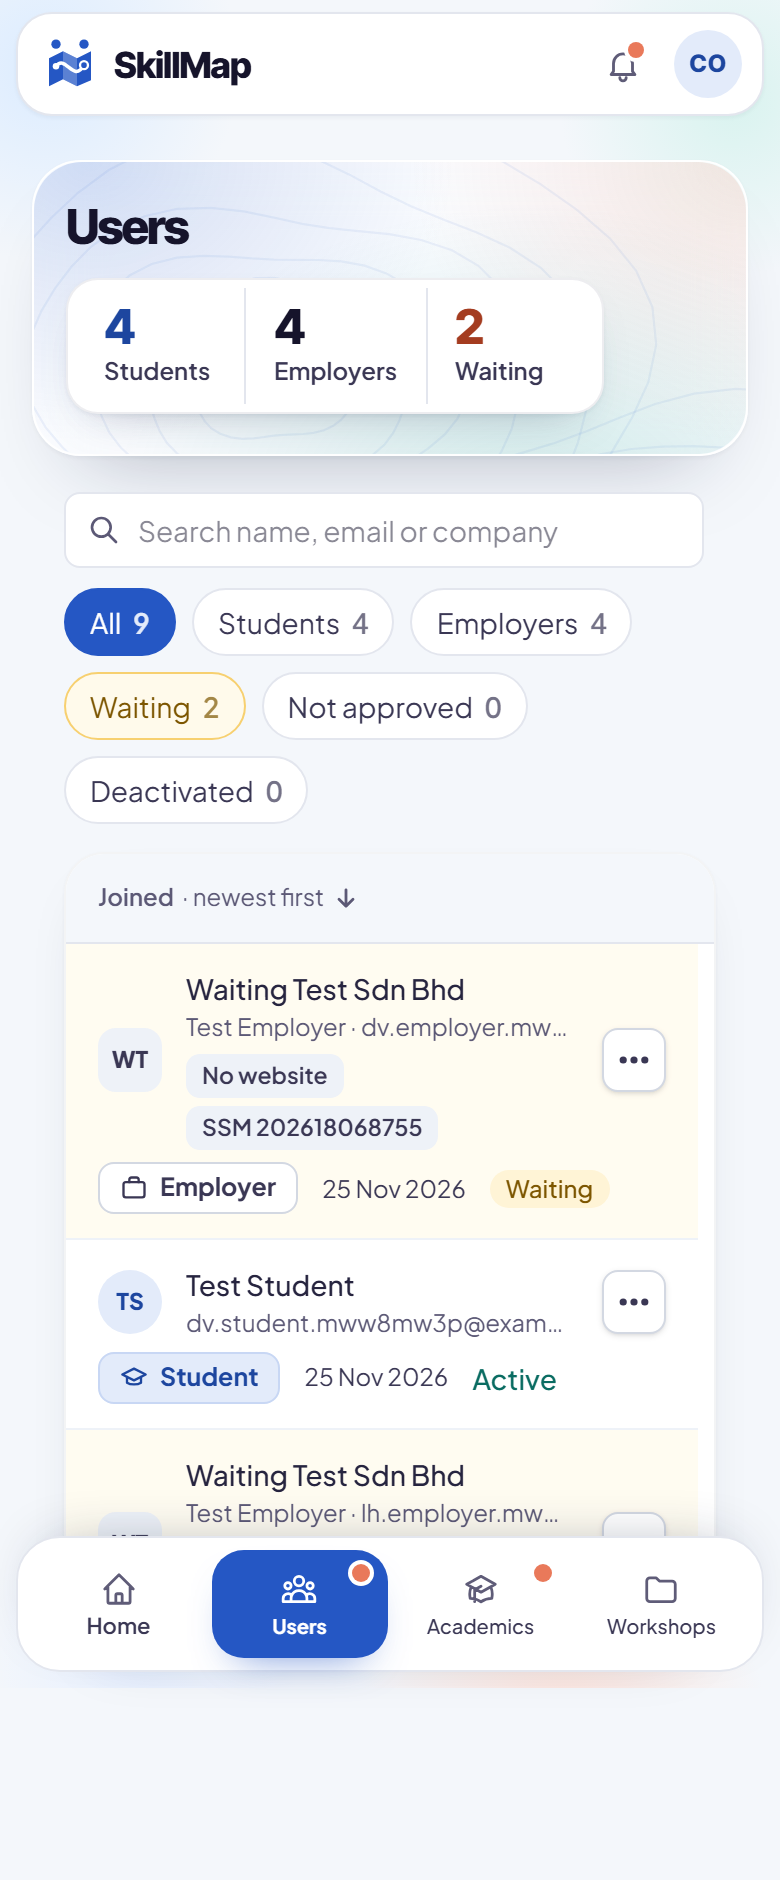 SkillMap
CO
Users
4 4 2
Students Employers Waiting
Search name, email or company
All 9 Students 4 Employers 4
Waiting 2 Not approved 0
Deactivated 0
Joined · newest first
Waiting Test Sdn Bhd
Test Employer · dv.employer.mw...
WT
No website
SSM 202618068755
Employer 25 Nov 2026 Waiting
TS
Test Student
dv.student.mww8mw3p@exam...
Student 25 Nov 2026 Active
Waiting Test Sdn Bhd
Test Employer · lh.employer.mw...
Home Users Academics Workshops